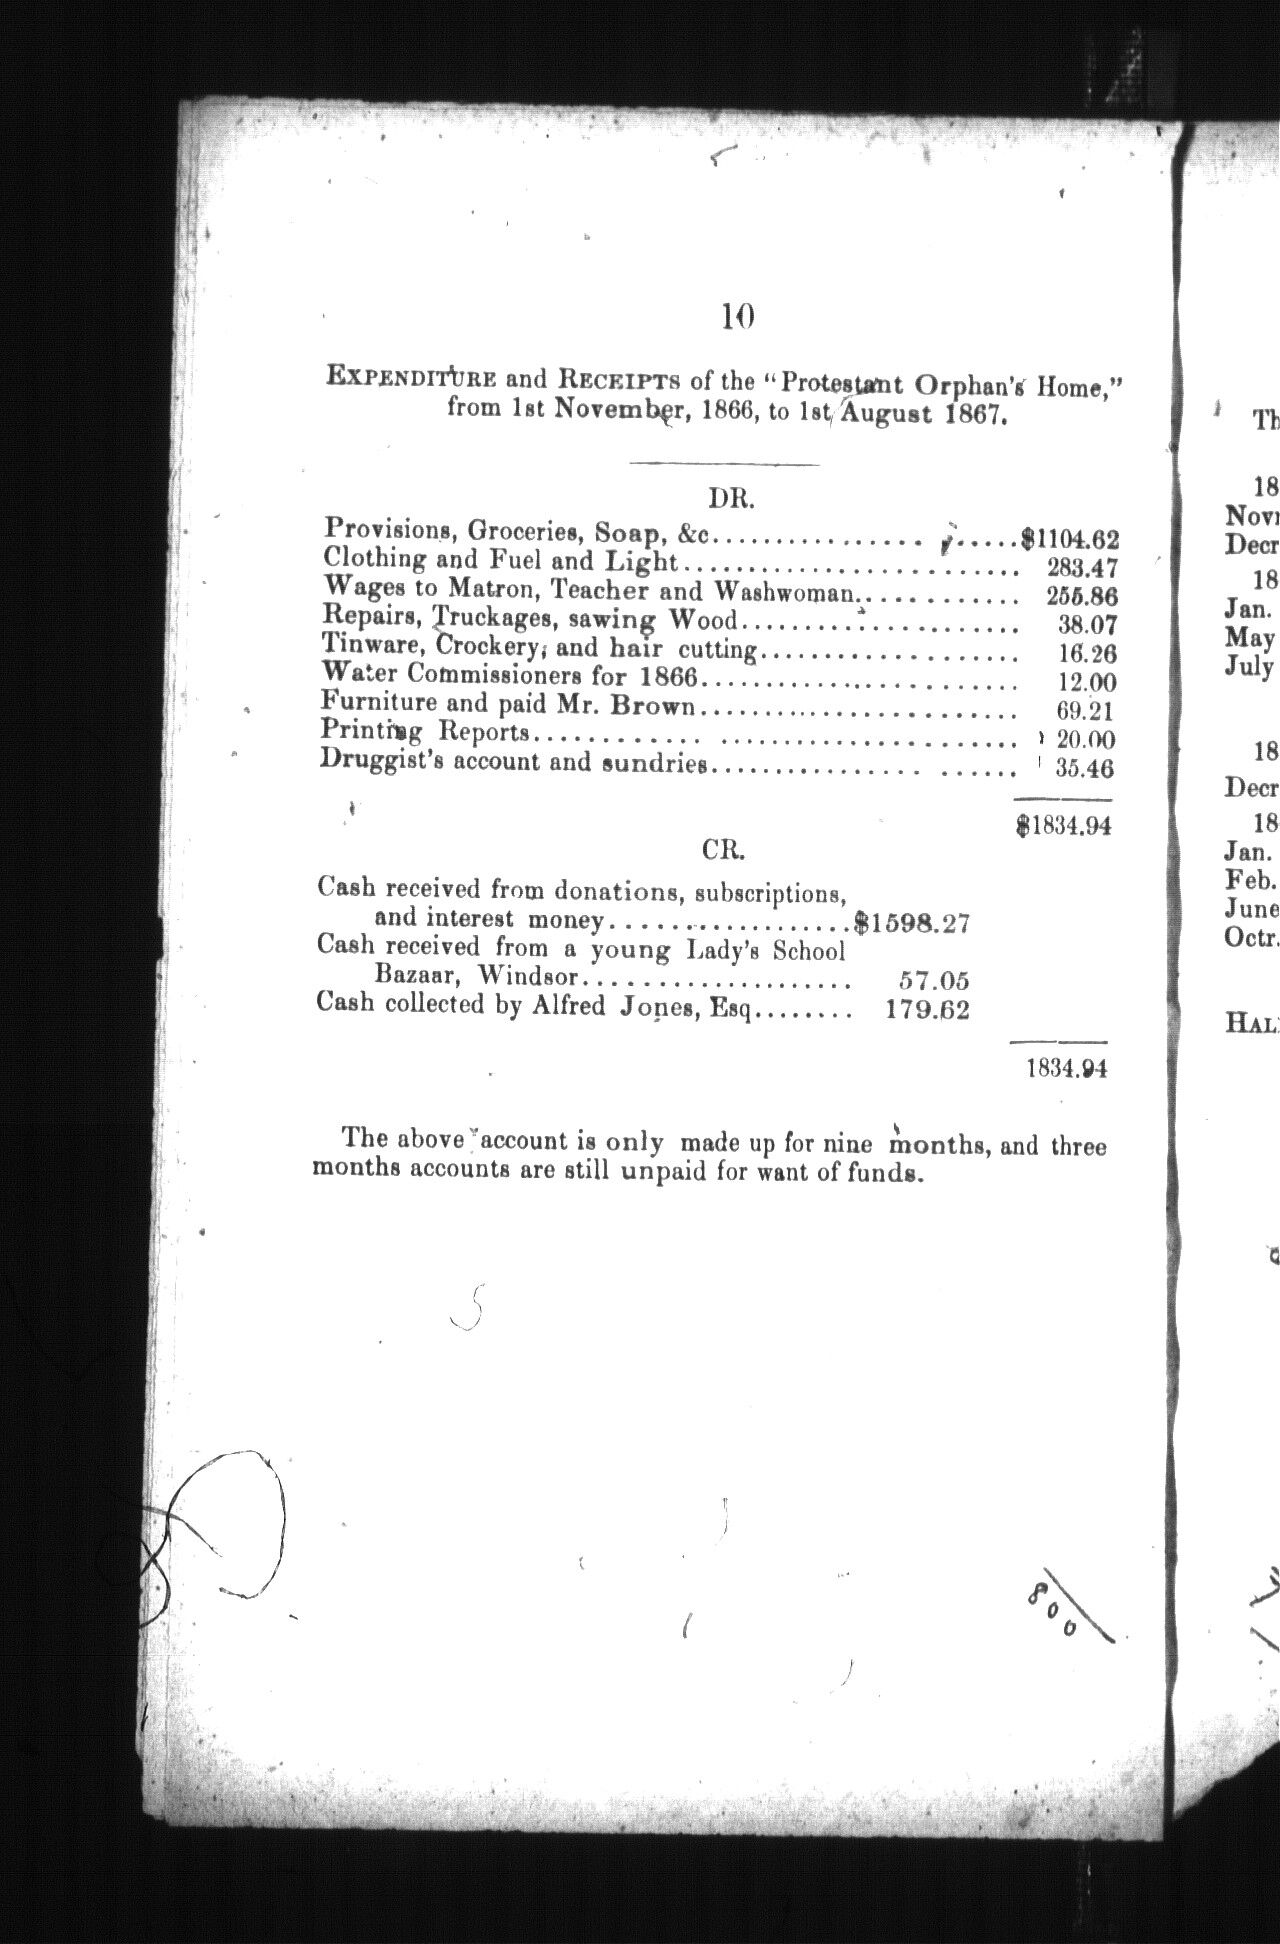 10
EXPENDITURE and RECEIPTS of the "Protestant Orphan's Home,"
from 1st November, 1866, to 1st August 1867.
DR.
Provisions, Groceries, Soap, &c.....................$1104.62
Clothing and Fuel and Light.......................... 283.47
Wages to Matron, Teacher and Washwoman............. 255.86
Repairs, Truckages, sawing Wood...................... 38.07
Tinware, Crockery, and hair cutting.................... 16.26
Water Commissioners for 1866......................... 12.00
Furniture and paid Mr. Brown......................... 69.21
Printing Reports.................................... 20.00
Druggist's account and sundries....................... 35.46
$1834.94
CR.
Cash received from donations, subscriptions,
and interest money...................$1598.27
Cash received from a young Lady's School
Bazaar, Windsor..................... 57.05
Cash collected by Alfred Jones, Esq........ 179.62
1834.94
The above account is only made up for nine months, and three
months accounts are still unpaid for want of funds.
800
Th
18
Novr
Decr
18
Jan.
May
July
18
Decr
18
Jan.
Feb.
June
Octr.
HAL